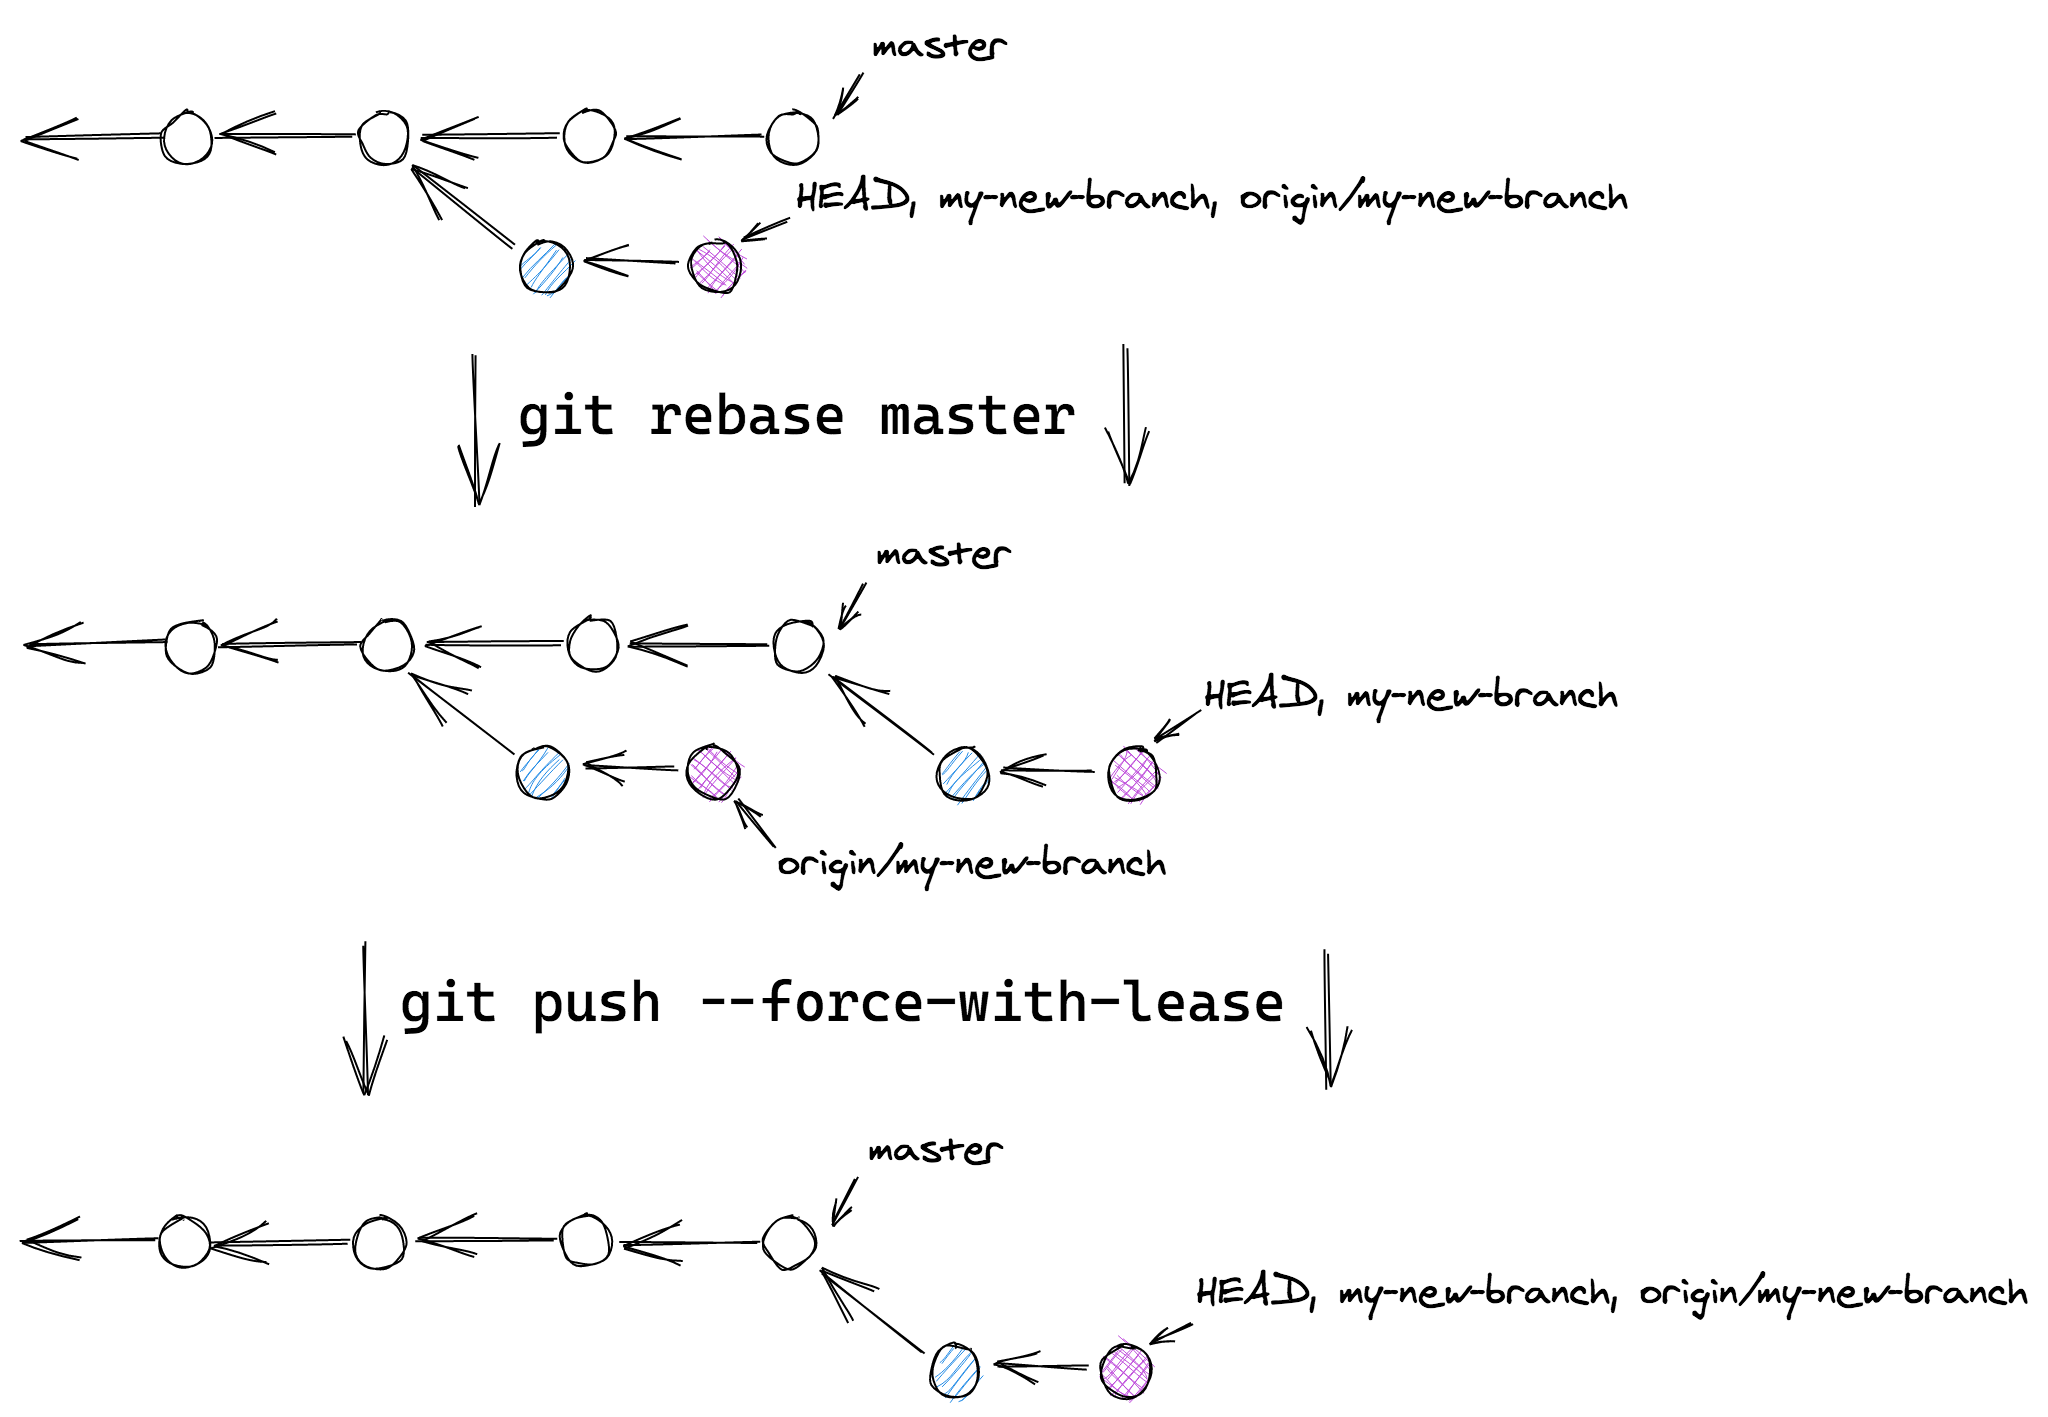 master
HEAD, my-new-branch, origin/my-new-branch
git rebase master
master
HEAD, my-new-branch
origin/my-new-branch
git push --force-with-lease
master
HEAD, my-new-branch, origin/my-new-branch